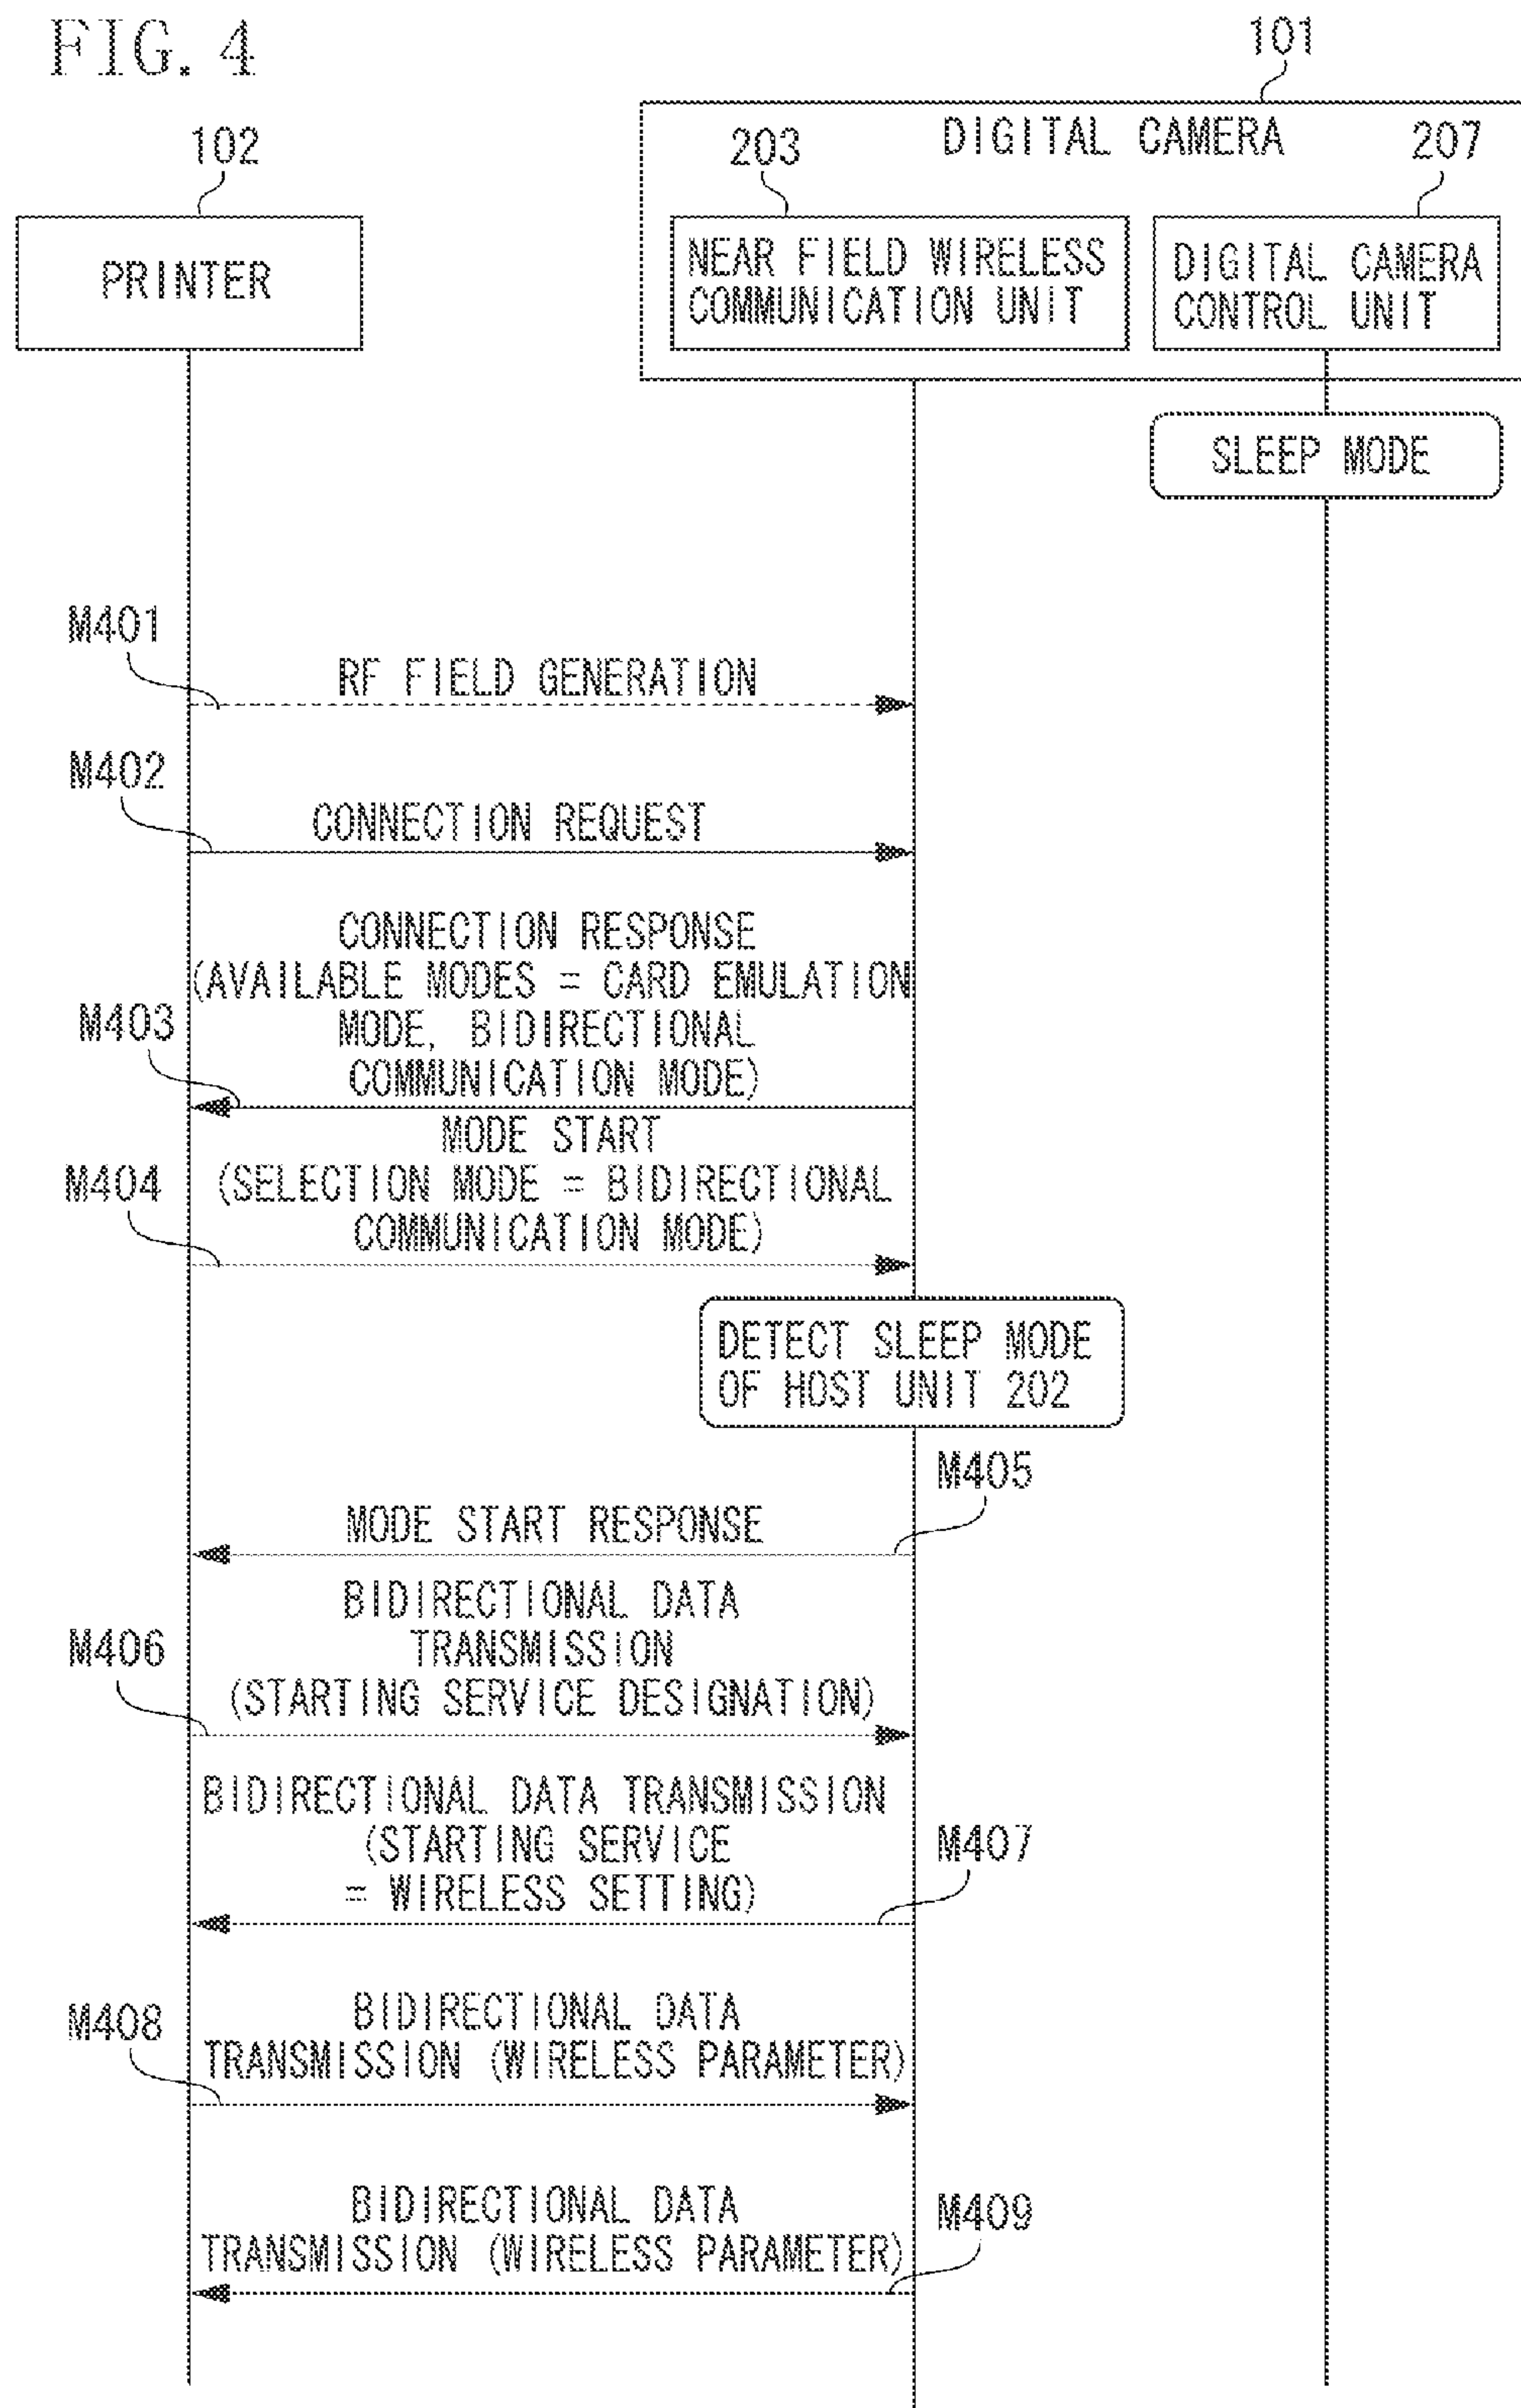 FIG. 4
101
DIGITAL CAMERA
102
203
207
PRINTER
NEAR FIELD WIRELESS
COMMUNICATION UNIT
DIGITAL CAMERA
CONTROL UNIT
SLEEP MODE
M401
RF FIELD GENERATION
M402
CONNECTION REQUEST
CONNECTION RESPONSE
(AVAILABLE MODES = CARD EMULATION
MODE, BIDIRECTIONAL
COMMUNICATION MODE)
M403
MODE START
(SELECTION MODE = BIDIRECTIONAL
COMMUNICATION MODE)
M404
DETECT SLEEP MODE
OF HOST UNIT 202
M405
MODE START RESPONSE
BIDIRECTIONAL DATA
TRANSMISSION
(STARTING SERVICE DESIGNATION)
M406
BIDIRECTIONAL DATA TRANSMISSION
(STARTING SERVICE
= WIRELESS SETTING)
M407
BIDIRECTIONAL DATA
TRANSMISSION (WIRELESS PARAMETER)
M408
BIDIRECTIONAL DATA
TRANSMISSION (WIRELESS PARAMETER)
M409